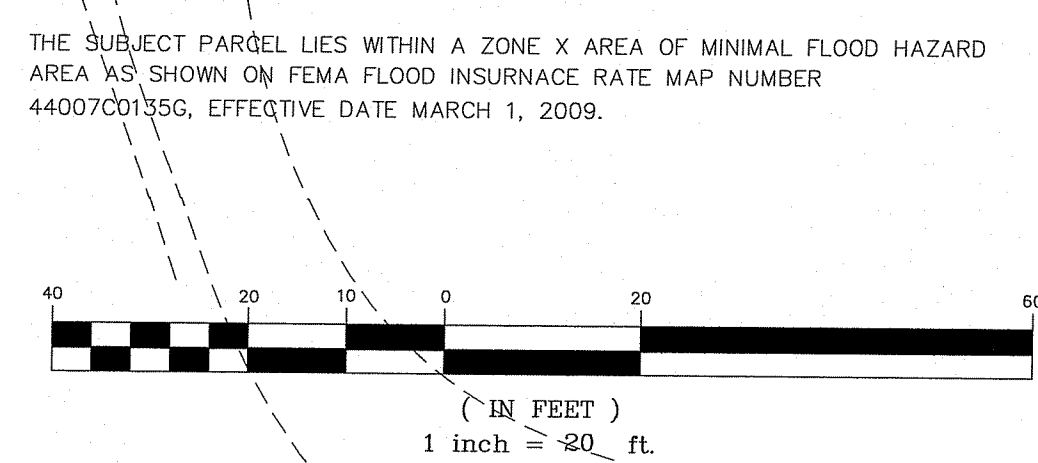 THE SUBJECT PARCEL LIES WITHIN A ZONE X AREA OF MINIMAL FLOOD HAZARD
AREA AS SHOWN ON FEMA FLOOD INSURNACE RATE MAP NUMBER
44007C0135G, EFFECTIVE DATE MARCH 1, 2009.
40 20 10 0 20 60
( IN FEET )
1 inch = 20 ft.